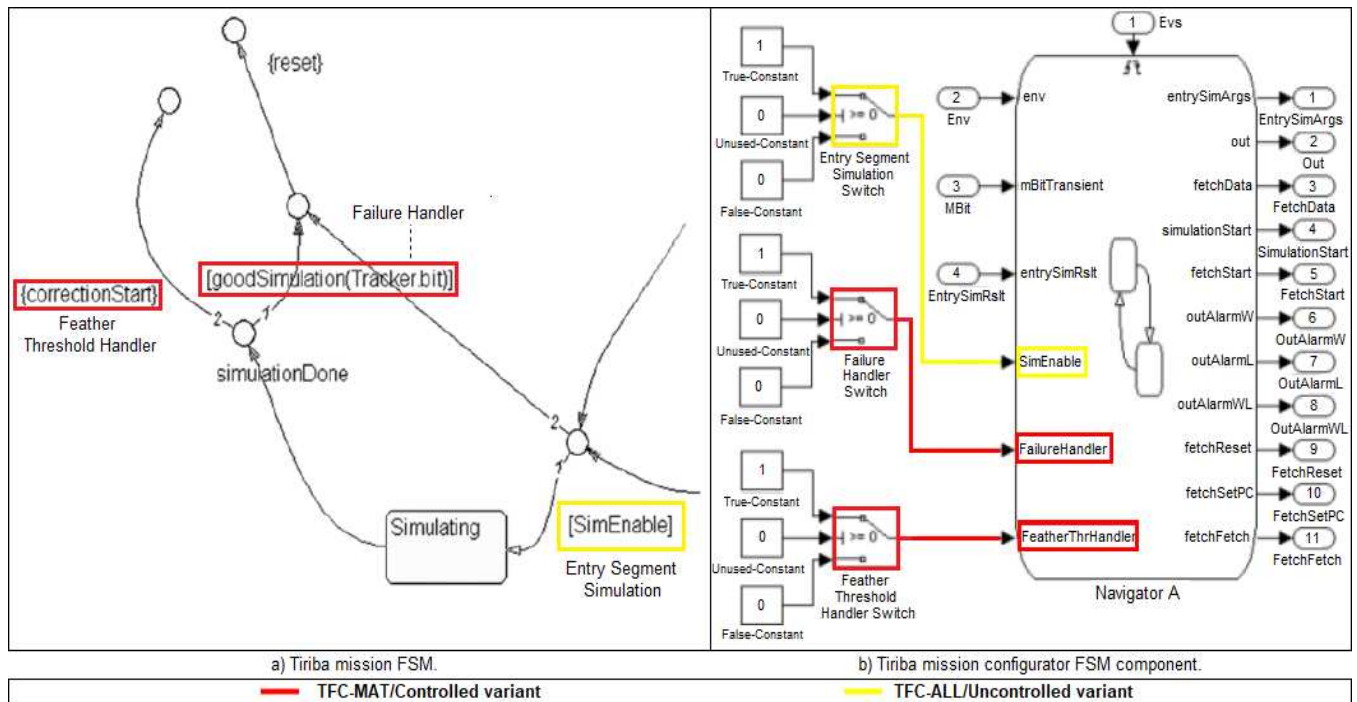 {reset}
Failure Handler
[goodSimulation(Tracker.bit)]
{correctionStart}
Feather
Threshold Handler
2
1
simulationDone
2
1
Simulating
[SimEnable]
Entry Segment
Simulation
1
Evs
1
True-Constant
0
Unused-Constant
0
False-Constant
>= 0
Entry Segment
Simulation
Switch
1
True-Constant
0
Unused-Constant
0
False-Constant
>= 0
Failure
Handler
Switch
1
True-Constant
0
Unused-Constant
0
False-Constant
>= 0
Feather
Threshold
Handler Switch
2
Env
3
MBit
4
EntrySimRslt
env
mBitTransient
entrySimRslt
SimEnable
FailureHandler
FeatherThrHandler
entrySimArgs
out
fetchData
simulationStart
fetchStart
outAlarmW
outAlarmL
outAlarmWL
fetchReset
fetchSetPC
fetchFetch
1
EntrySimArgs
2
Out
3
FetchData
4
SimulationStart
5
FetchStart
6
OutAlarmW
7
OutAlarmL
8
OutAlarmWL
9
FetchReset
10
FetchSetPC
11
FetchFetch
Navigator A
a) Tiriba mission FSM.
b) Tiriba mission configurator FSM component.
TFC-MAT/Controlled variant
TFC-ALL/Uncontrolled variant